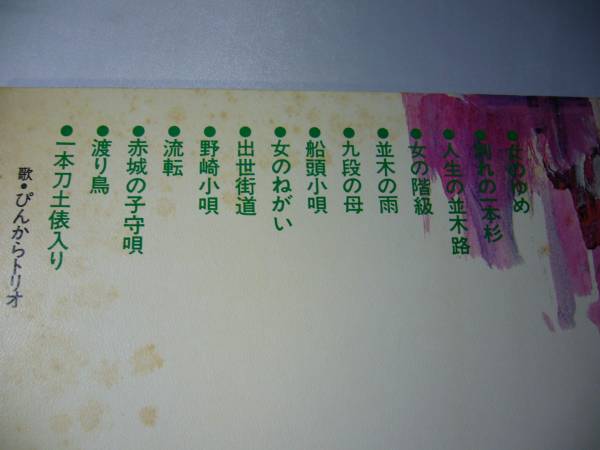 ●女のゆめ
●別れの一本杉
●人生の並木路
●女の階級
●並木の雨
●九段の母
●船頭小唄
●女のねがい
●出世街道
●野崎小唄
●流転
●赤城の子守唄
●渡り鳥
●一本刀土俵入り
歌・ぴんからトリオ